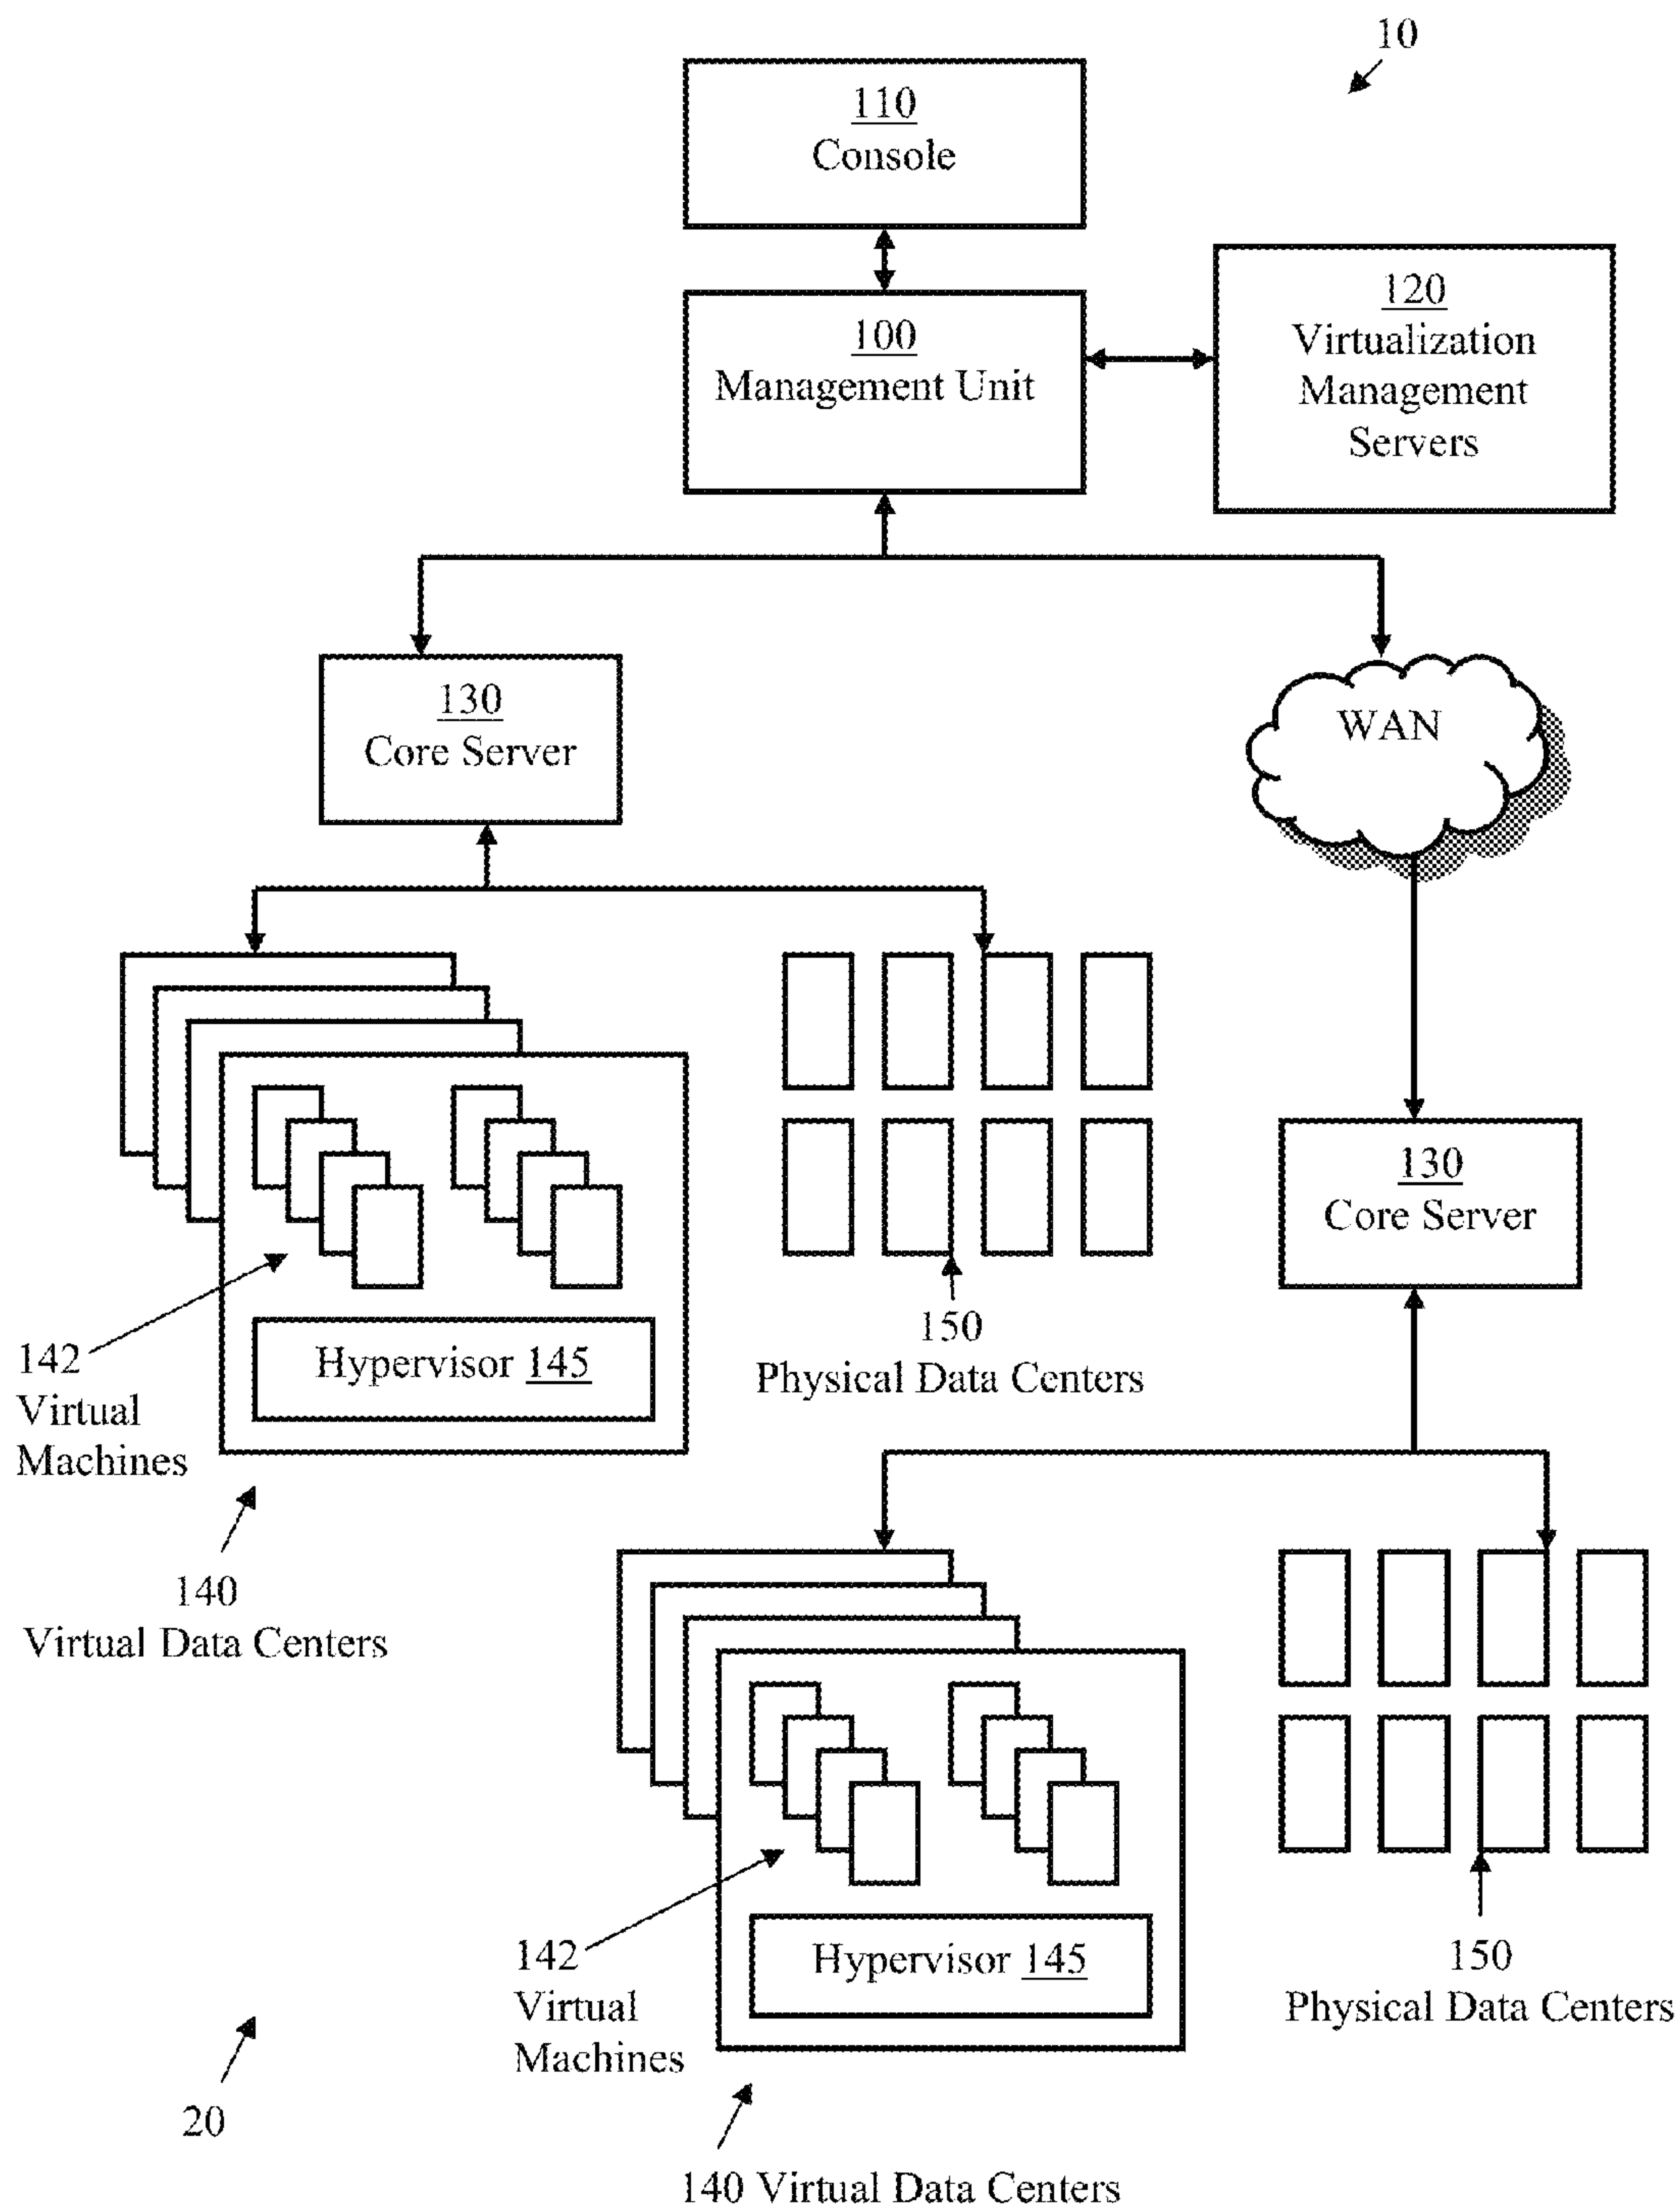 10
110
Console
100
Management Unit
120
Virtualization
Management
Servers
130
Core Server
WAN
142
Virtual
Machines
Hypervisor 145
150
Physical Data Centers
130
Core Server
140
Virtual Data Centers
142
Virtual
Machines
Hypervisor 145
150
Physical Data Centers
20
140 Virtual Data Centers